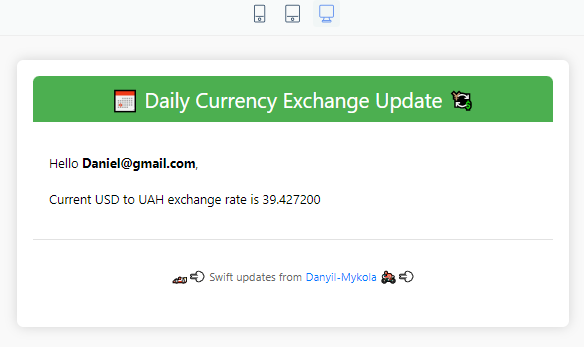 Daily Currency Exchange Update
Hello Daniel@gmail.com,
Current USD to UAH exchange rate is 39.427200
Swift updates from Danyil-Mykola